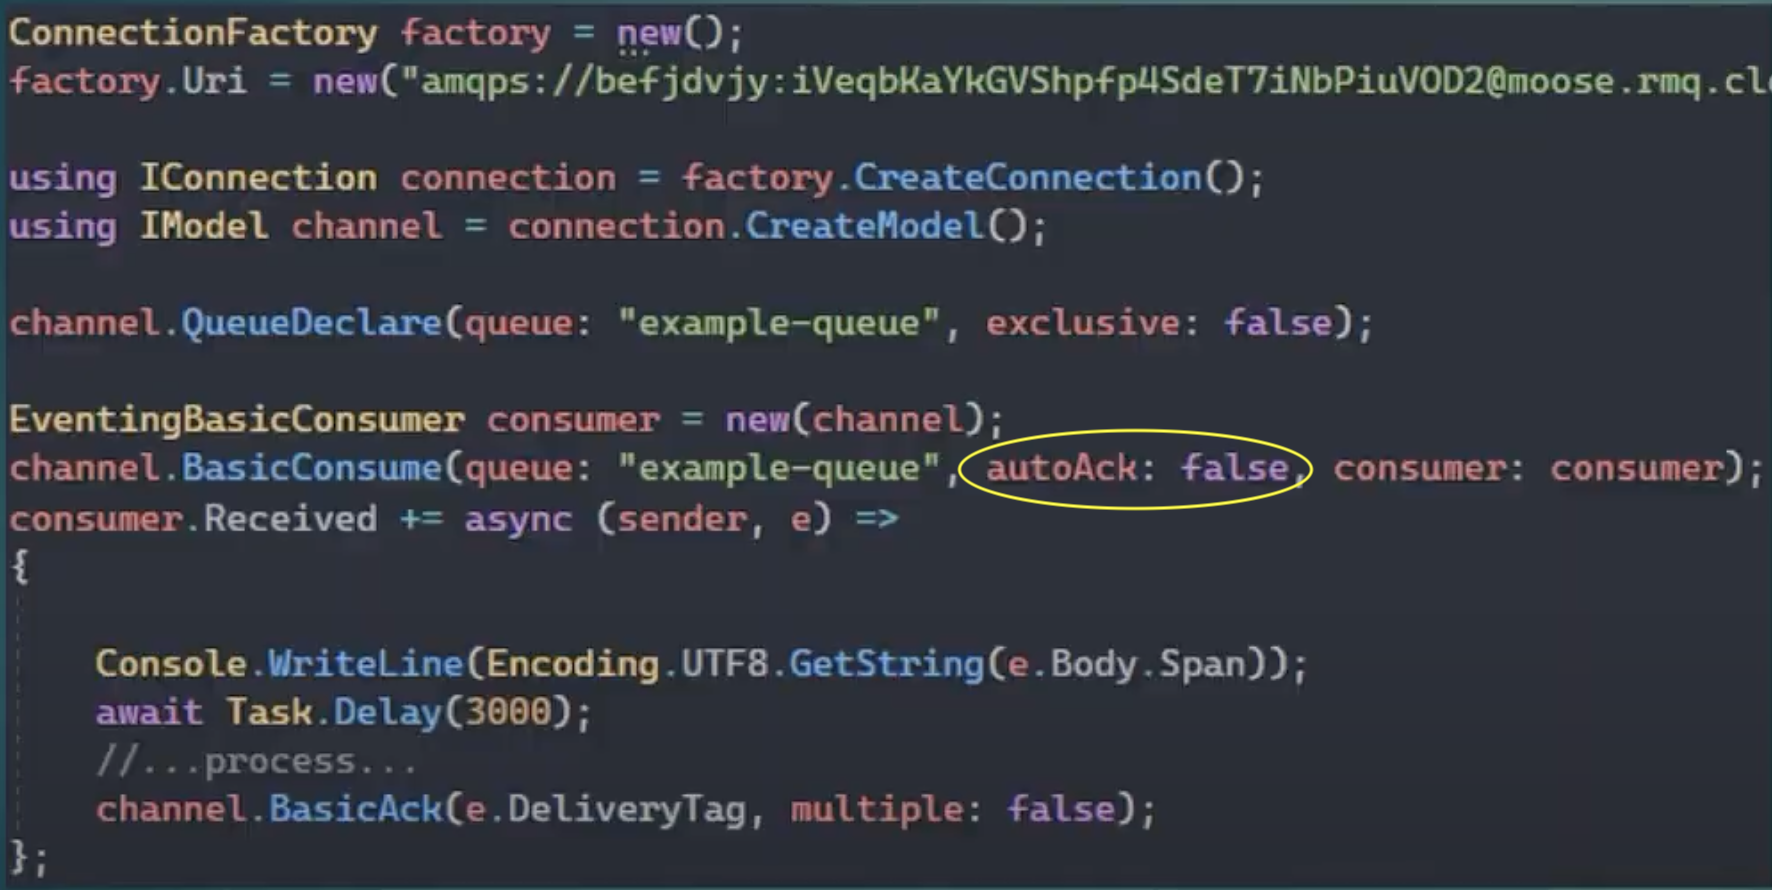 ConnectionFactory factory = new();
factory.Uri = new("amqps://befjdvjy:iVeqbKaYkGVShpfp4SdeT7iNbPiuVOD2@moose.rmq.clo
using IConnection connection = factory.CreateConnection();
using IModel channel = connection.CreateModel();
channel.QueueDeclare(queue: "example-queue", exclusive: false);
EventingBasicConsumer consumer = new(channel);
channel.BasicConsume(queue: "example-queue", autoAck: false, consumer: consumer);
consumer.Received += async (sender, e) =>
{
Console.WriteLine(Encoding.UTF8.GetString(e.Body.Span));
await Task.Delay(3000);
//...process...
channel.BasicAck(e.DeliveryTag, multiple: false);
};